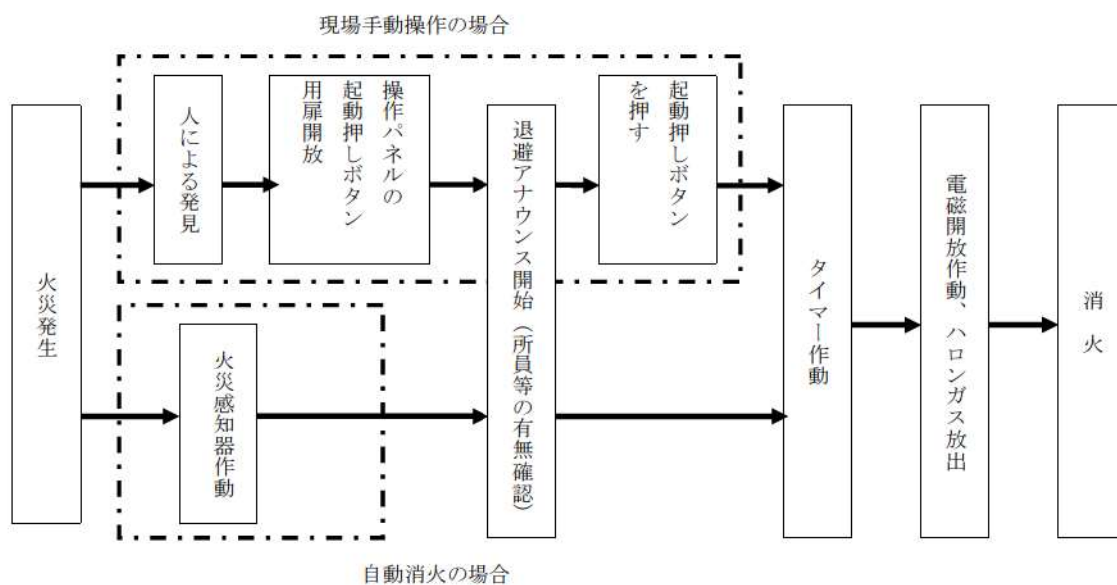 現場手動操作の場合
火災発生
人による発見
操作パネルの
起動押しボタン
用扉開放
退避アナウンス開始（所員等の有無確認）
起動押しボタン
を押す
火災感知器作動
タイマー作動
電磁開放作動、ハロンガス放出
消 火
自動消火の場合